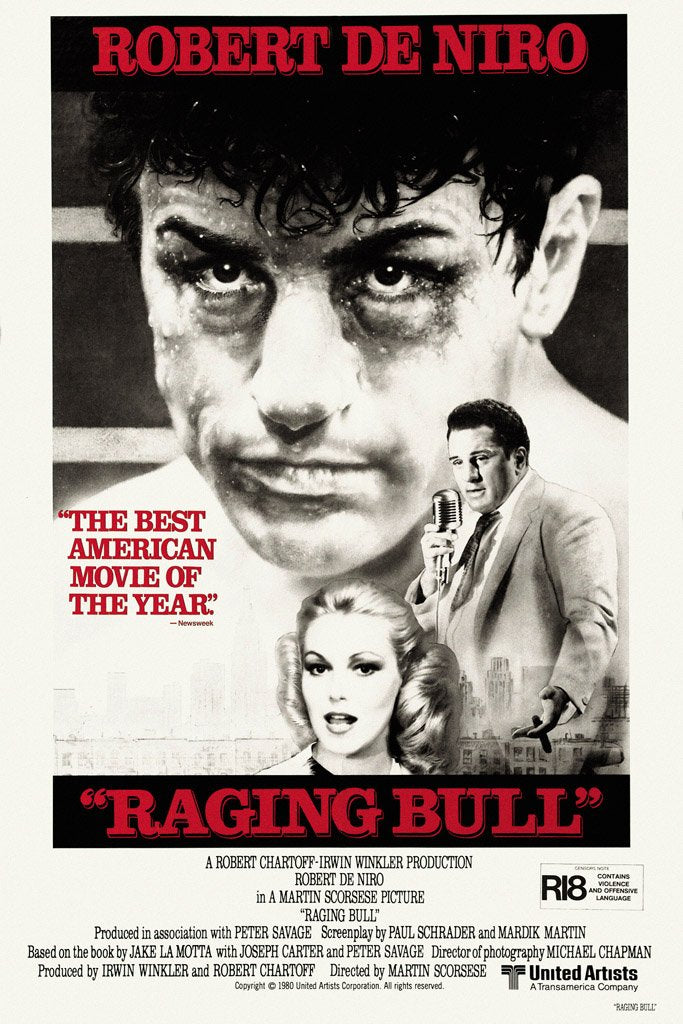 ROBERT DE NIRO
“THE BEST
AMERICAN
MOVIE OF
THE YEAR.”
— Newsweek
“RAGING BULL”
A ROBERT CHARTOFF-IRWIN WINKLER PRODUCTION
ROBERT DE NIRO
in A MARTIN SCORSESE PICTURE
“RAGING BULL”
Produced in association with PETER SAVAGE Screenplay by PAUL SCHRADER and MARDIK MARTIN
Based on the book by JAKE LA MOTTA with JOSEPH CARTER and PETER SAVAGE Director of photography MICHAEL CHAPMAN
Produced by IRWIN WINKLER and ROBERT CHARTOFF Directed by MARTIN SCORSESE
Copyright © 1980 United Artists Corporation. All rights reserved.
CENSOR'S NOTE
R18
CONTAINS
VIOLENCE
AND OFFENSIVE
LANGUAGE
United Artists
A Transamerica Company
"RAGING BULL"